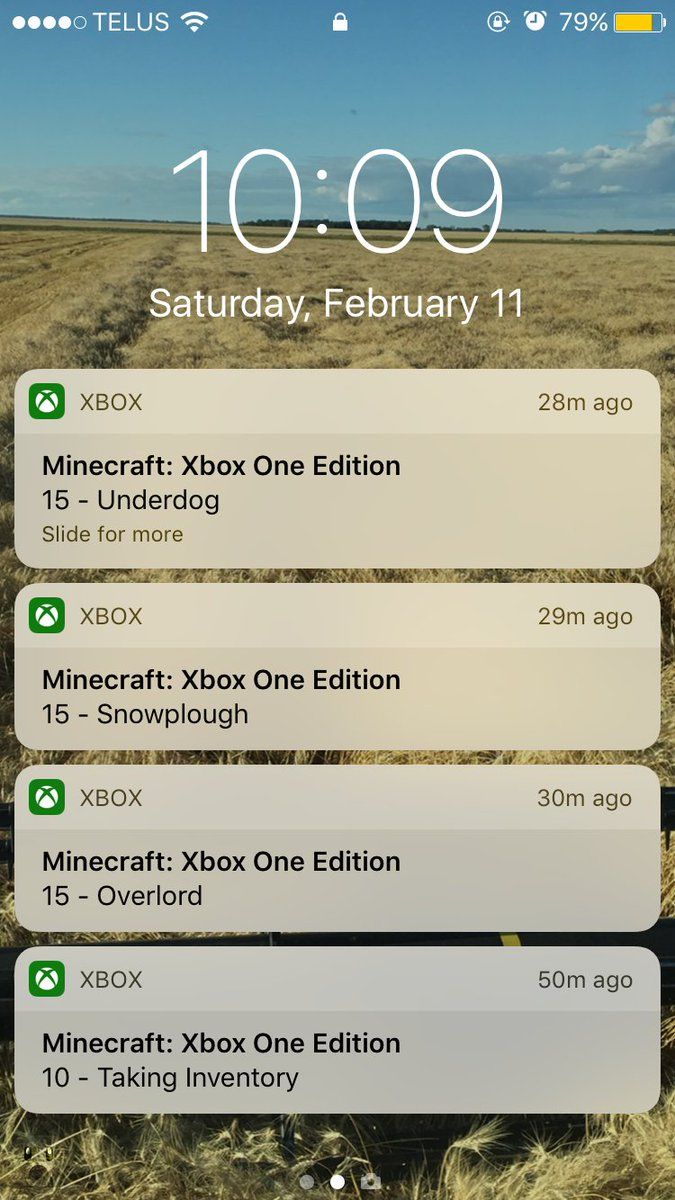 TELUS 79%
10:09
Saturday, February 11
XBOX 28m ago
Minecraft: Xbox One Edition
15 - Underdog
Slide for more
XBOX 29m ago
Minecraft: Xbox One Edition
15 - Snowplough
XBOX 30m ago
Minecraft: Xbox One Edition
15 - Overlord
XBOX 50m ago
Minecraft: Xbox One Edition
10 - Taking Inventory